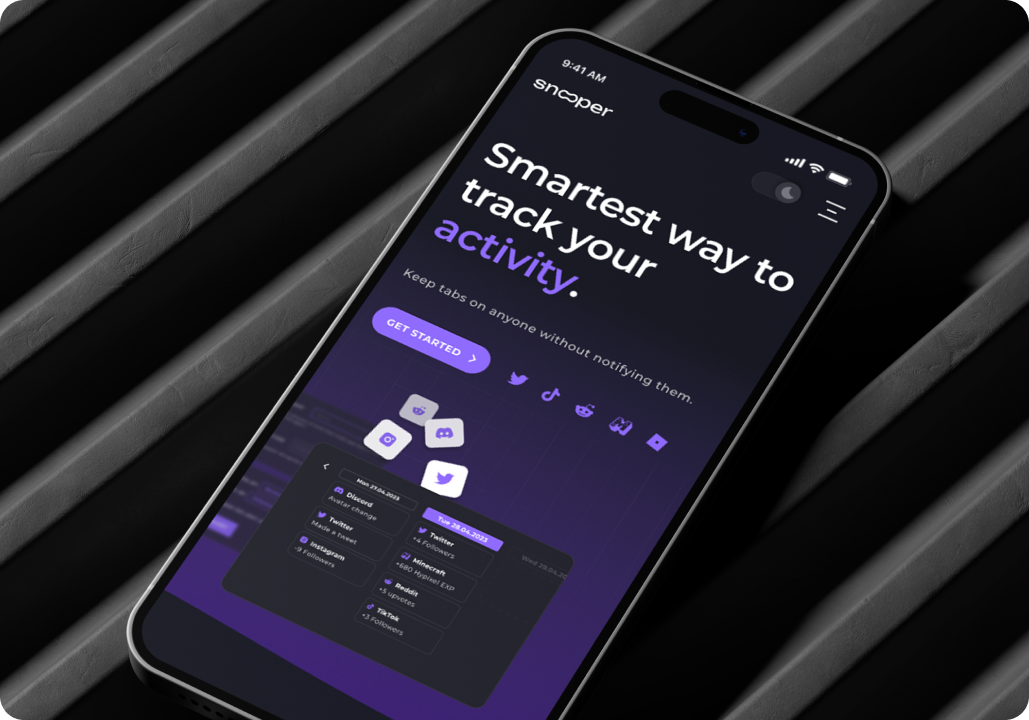 9:41 AM
snooper
Smartest way to
track your
activity.
Keep tabs on anyone without notifying them.
GET STARTED
Mon 27.04.2023
Discord
Avatar change
Twitter
Made a tweet
Instagram
-9 Followers
Tue 28.04.2023
Twitter
+4 Followers
Minecraft
+680 Hypixel EXP
Reddit
+5 upvotes
TikTok
+3 Followers
Wed 29.04.20